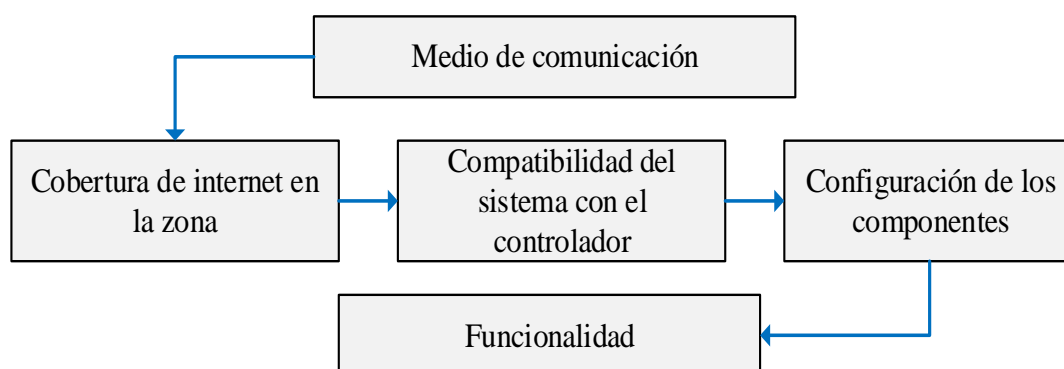 Medio de comunicación
Cobertura de internet en
la zona
Compatibilidad del
sistema con el
controlador
Configuración de los
componentes
Funcionalidad